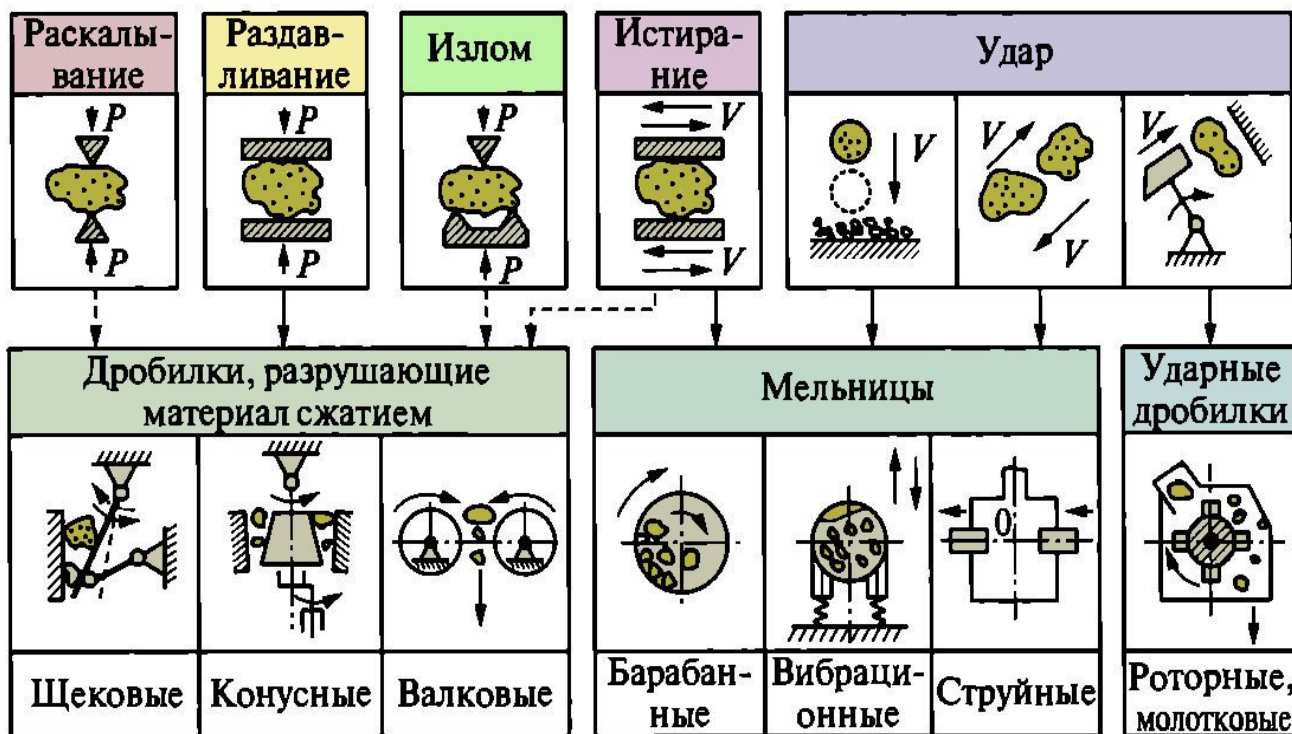 Раскалы-
вание
Раздав-
ливание
Излом
Истира-
ние
Удар
P
P
P
P
P
P
V
V
V
V
V
V
Дробилки, разрушающие
материал сжатием
Мельницы
Ударные
дробилки
0
Щековые
Конусные
Валковые
Барабан-
ные
Вибраци-
онные
Струйные
Роторные,
молотковые